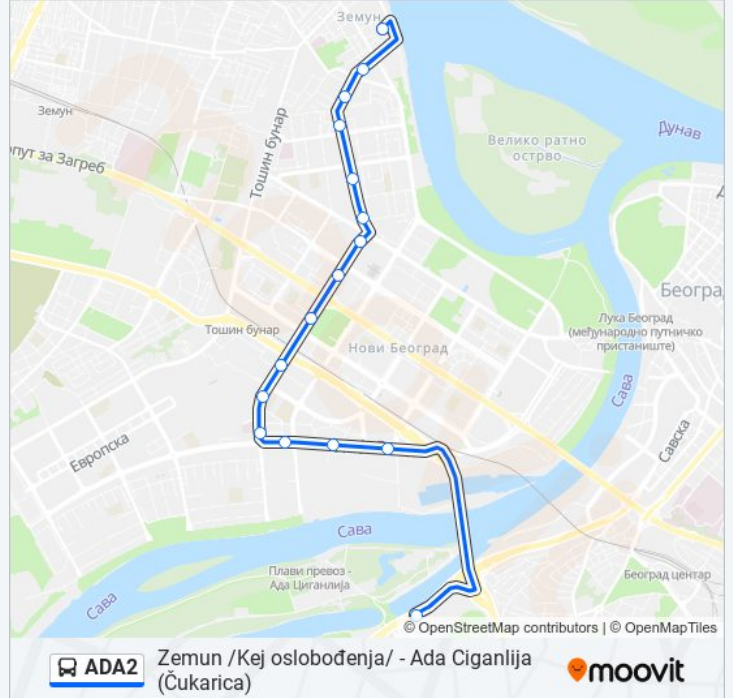 Земун
Земун
опут за Загреб
Тошин бунар
Велико ратно
острво
Дунав
Београ
Лука Београд
(међународно путничко
пристаниште)
Тошин бунар
Нови Београд
Сава
Савска
Европска
Сава
Плави превоз -
Ада Циганлија
Београд центар
Сава
© OpenStreetMap contributors | © OpenMapTiles
ADA2
Zemun /Kej oslobođenja/ - Ada Ciganlija
(Čukarica)
moovit